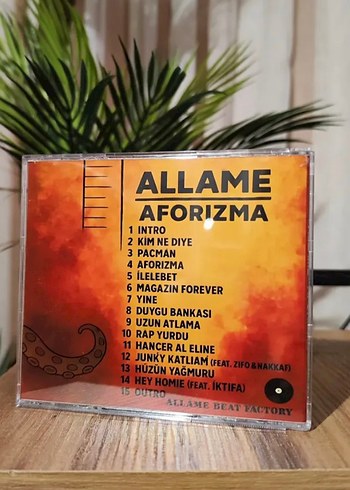 ALLAME
AFORIZMA
1 INTRO
2 KİM NE DIYE
3 PACMAN
4 AFORIZMA
5 İLELEBET
6 MAGAZIN FOREVER
7 YINE
8 DUYGU BANKASI
9 UZUN ATLAMA
10 RAP YURDU
11 HANCER AL ELINE
12 JUNKY KATLIAM (FEAT. ZIFO & NAKKAF)
13 HÜZÜN YAĞMURU
14 HEY HOMIE (FEAT. İKTIFA)
15 OUTRO
ALLAME BEAT FACTORY